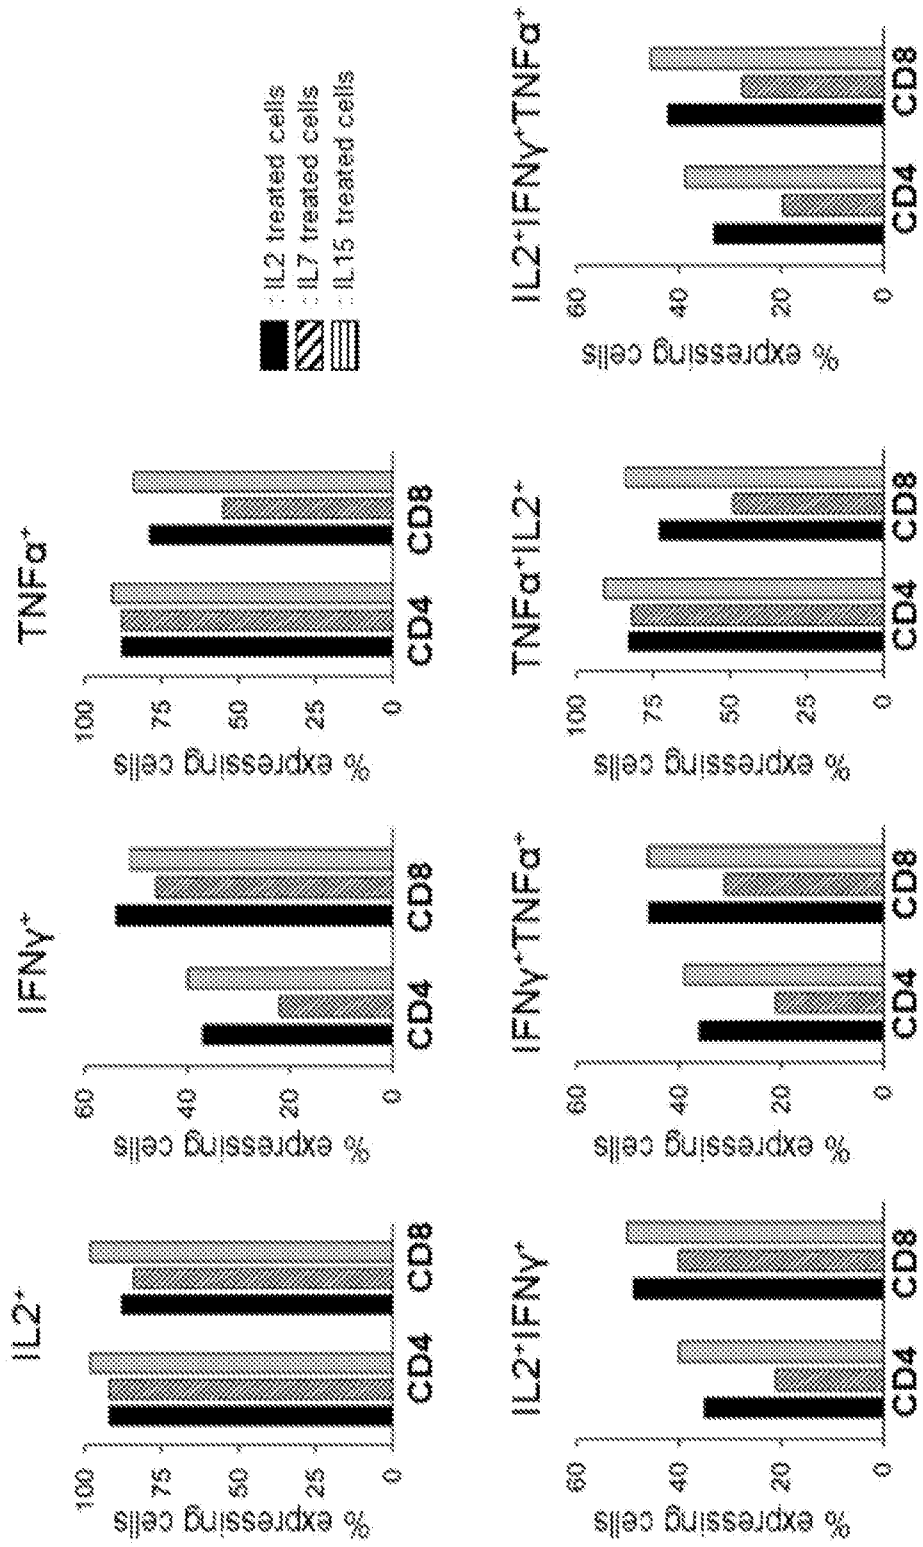 IL2⁺
% expressing cells
100
75
50
25
0
CD4
CD8
IFNγ⁺
% expressing cells
60
40
20
0
CD4
CD8
TNFα⁺
% expressing cells
100
75
50
25
0
CD4
CD8
: IL2 treated cells
: IL7 treated cells
: IL15 treated cells
IL2⁺IFNγ⁺
% expressing cells
60
40
20
0
CD4
CD8
IFNγ⁺TNFα⁺
% expressing cells
60
40
20
0
CD4
CD8
TNFα⁺IL2⁺
% expressing cells
100
75
50
25
0
CD4
CD8
IL2⁺IFNγ⁺TNFα⁺
% expressing cells
60
40
20
0
CD4
CD8